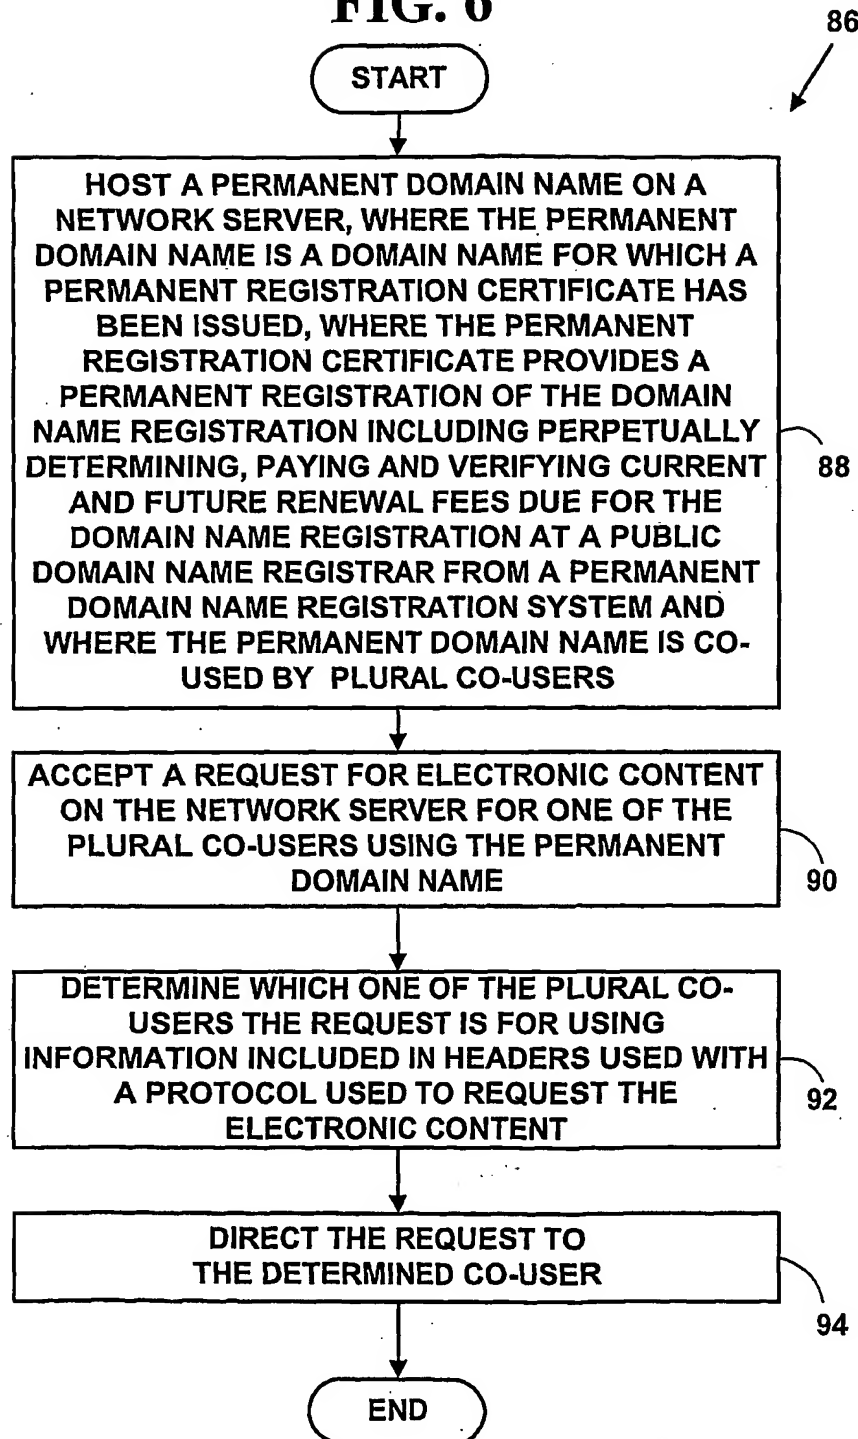 FIG. 6
86
START
HOST A PERMANENT DOMAIN NAME ON A
NETWORK SERVER, WHERE THE PERMANENT
DOMAIN NAME IS A DOMAIN NAME FOR WHICH A
PERMANENT REGISTRATION CERTIFICATE HAS
BEEN ISSUED, WHERE THE PERMANENT
REGISTRATION CERTIFICATE PROVIDES A
PERMANENT REGISTRATION OF THE DOMAIN
NAME REGISTRATION INCLUDING PERPETUALLY
DETERMINING, PAYING AND VERIFYING CURRENT
AND FUTURE RENEWAL FEES DUE FOR THE
DOMAIN NAME REGISTRATION AT A PUBLIC
DOMAIN NAME REGISTRAR FROM A PERMANENT
DOMAIN NAME REGISTRATION SYSTEM AND
WHERE THE PERMANENT DOMAIN NAME IS CO-
USED BY PLURAL CO-USERS
88
ACCEPT A REQUEST FOR ELECTRONIC CONTENT
ON THE NETWORK SERVER FOR ONE OF THE
PLURAL CO-USERS USING THE PERMANENT
DOMAIN NAME
90
DETERMINE WHICH ONE OF THE PLURAL CO-
USERS THE REQUEST IS FOR USING
INFORMATION INCLUDED IN HEADERS USED WITH
A PROTOCOL USED TO REQUEST THE
ELECTRONIC CONTENT
92
DIRECT THE REQUEST TO
THE DETERMINED CO-USER
94
END